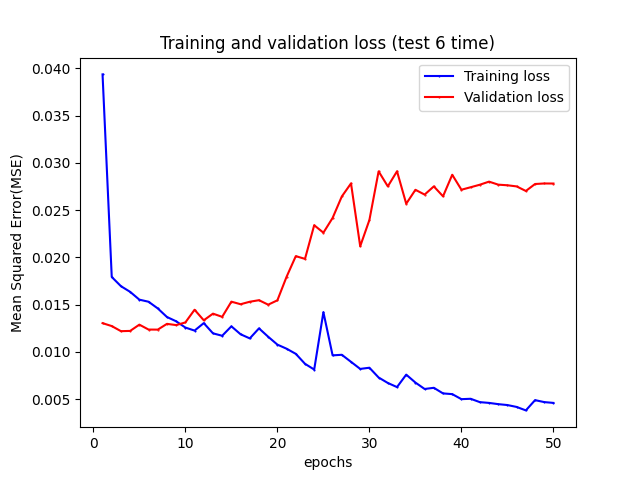 Training and validation loss (test 6 time)
Training loss
Validation loss
0.040
0.035
0.030
0.025
0.020
0.015
0.010
0.005
Mean Squared Error(MSE)
0 10 20 30 40 50
epochs